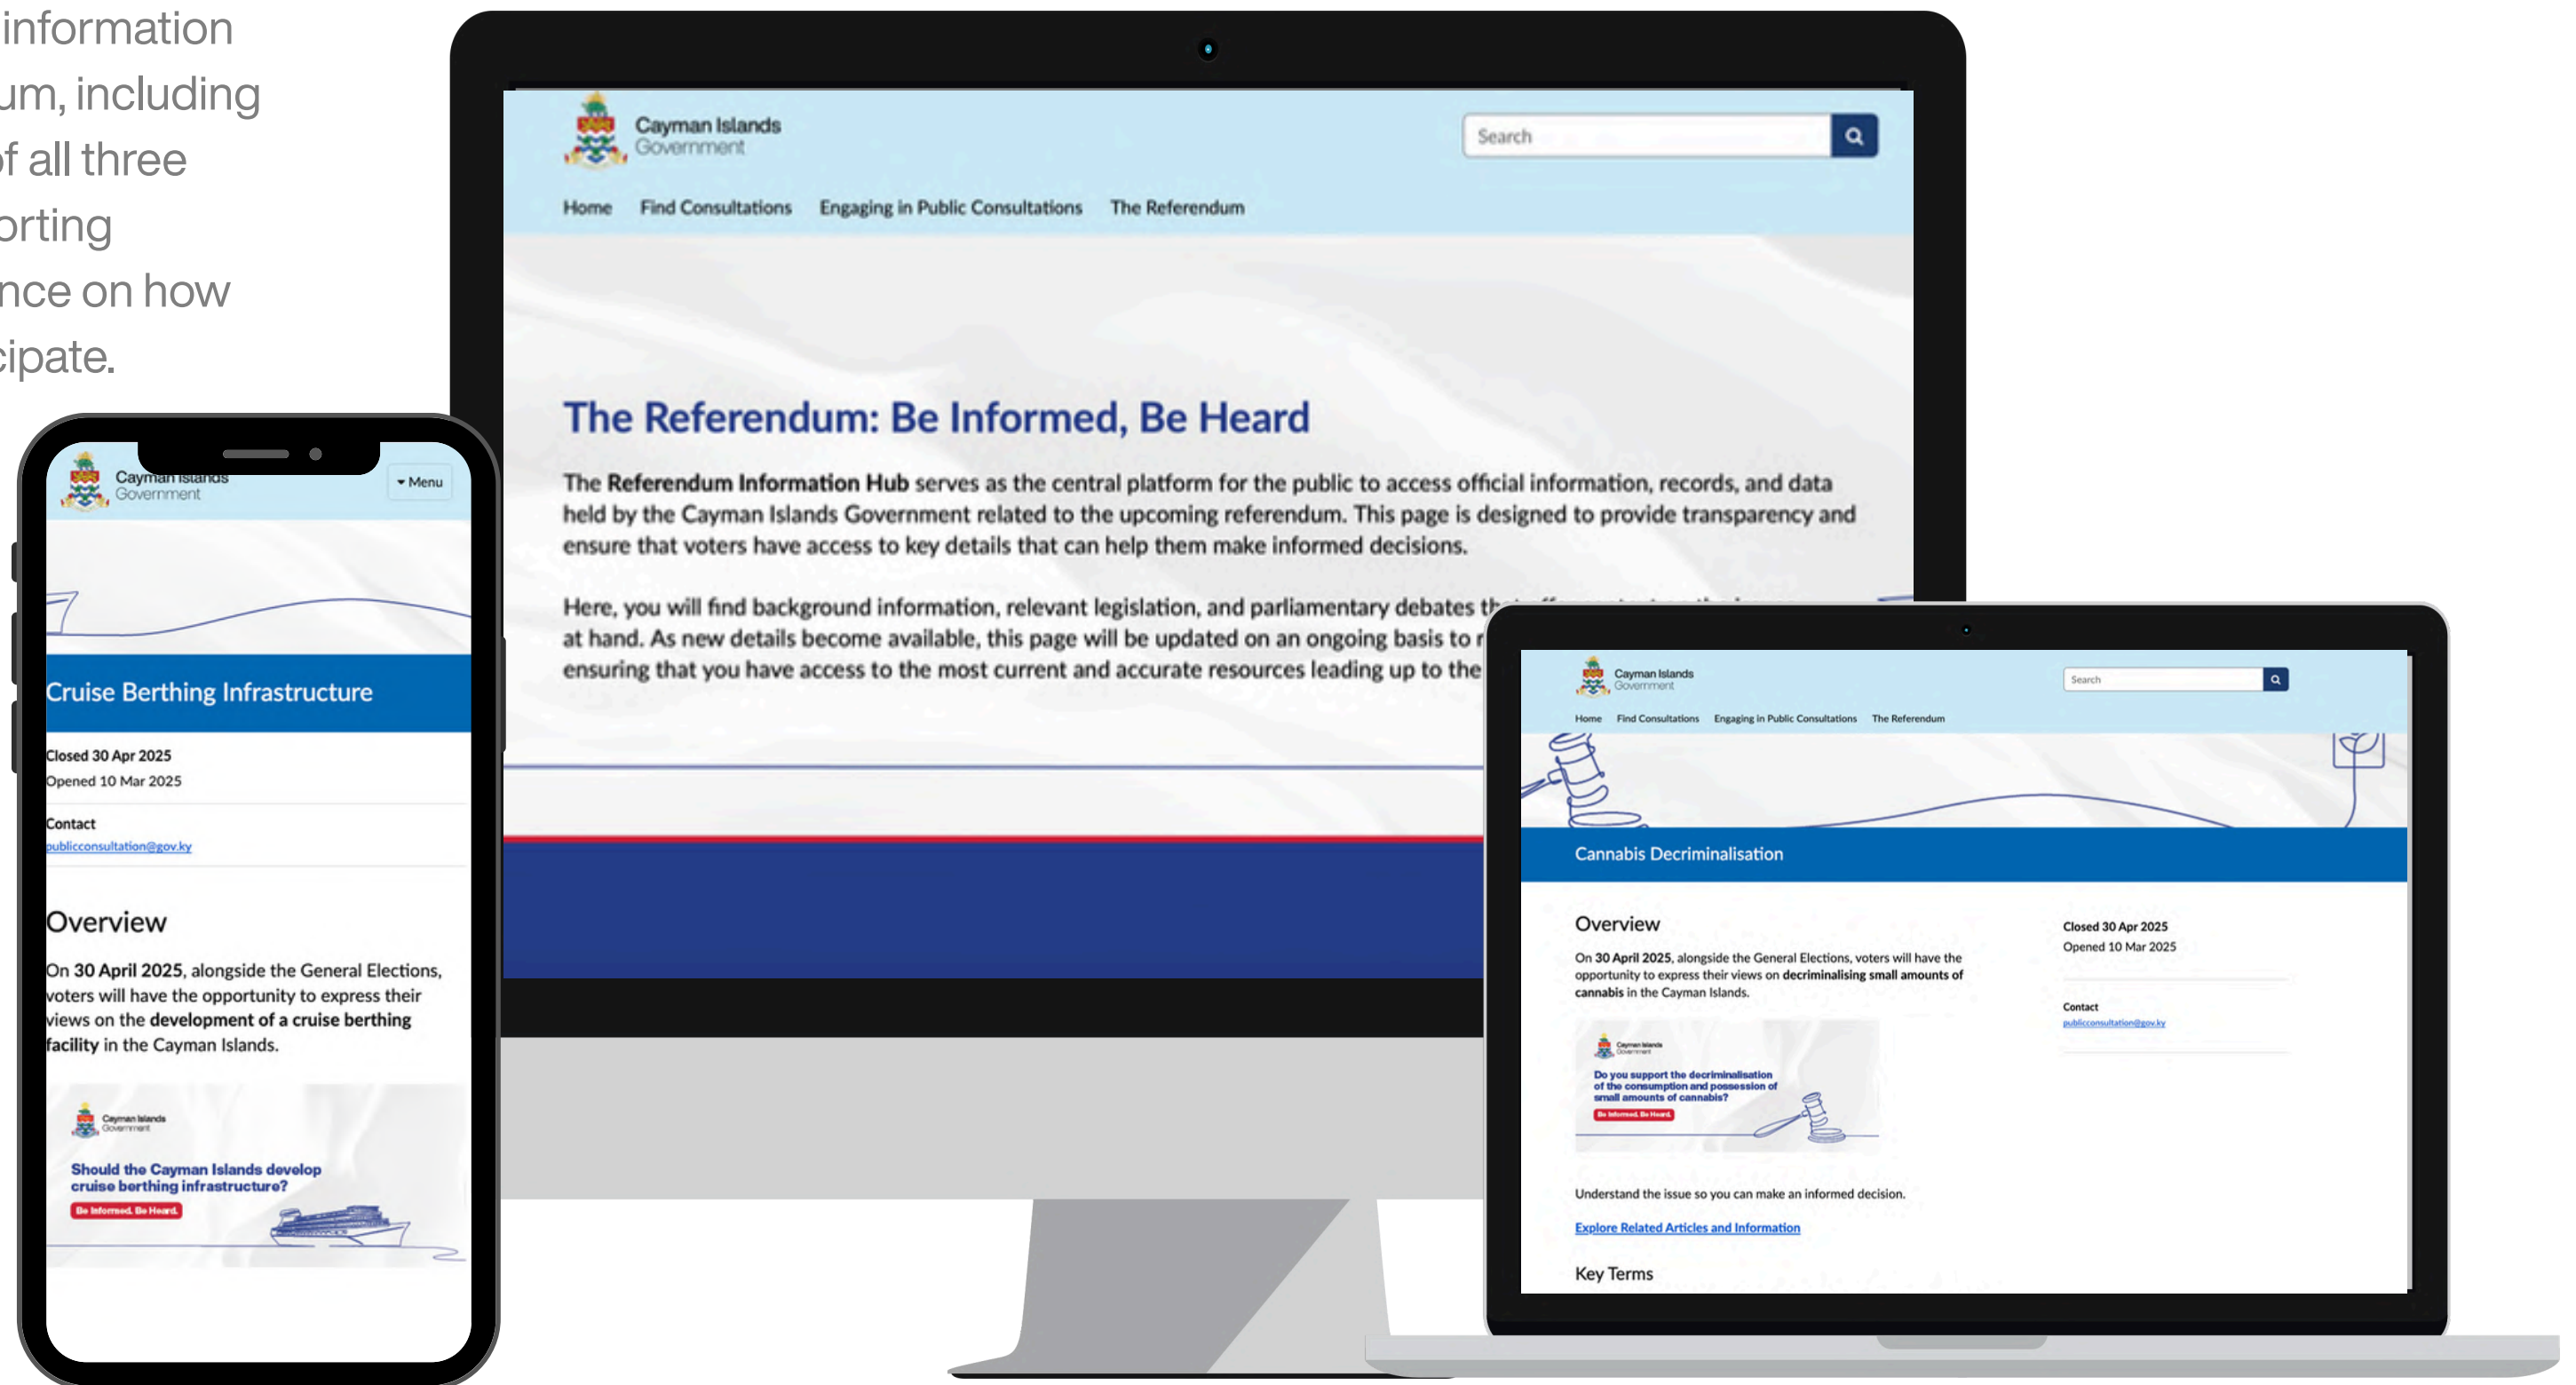 information
um, including
of all three
orting
nce on how
cipate.
Cayman Islands
Government
Search
Home Find Consultations Engaging in Public Consultations The Referendum
The Referendum: Be Informed, Be Heard
The Referendum Information Hub serves as the central platform for the public to access official information, records, and data
held by the Cayman Islands Government related to the upcoming referendum. This page is designed to provide transparency and
ensure that voters have access to key details that can help them make informed decisions.
Here, you will find background information, relevant legislation, and parliamentary debates
at hand. As new details become available, this page will be updated on an ongoing basis to
ensuring that you have access to the most current and accurate resources leading up to the
Cayman Islands
Government
Menu
Cruise Berthing Infrastructure
Closed 30 Apr 2025
Opened 10 Mar 2025
Contact
publicconsultation@gov.ky
Overview
On 30 April 2025, alongside the General Elections,
voters will have the opportunity to express their
views on the development of a cruise berthing
facility in the Cayman Islands.
Cayman Islands
Government
Should the Cayman Islands develop
cruise berthing infrastructure?
Be Informed. Be Heard.
Cayman Islands
Government
Search
Home Find Consultations Engaging in Public Consultations The Referendum
Cannabis Decriminalisation
Overview
On 30 April 2025, alongside the General Elections, voters will have the
opportunity to express their views on decriminalising small amounts of
cannabis in the Cayman Islands.
Cayman Islands
Government
Do you support the decriminalisation
of the consumption and possession of
small amounts of cannabis?
Be Informed. Be Heard.
Understand the issue so you can make an informed decision.
Explore Related Articles and Information
Key Terms
Closed 30 Apr 2025
Opened 10 Mar 2025
Contact
publicconsultation@gov.ky